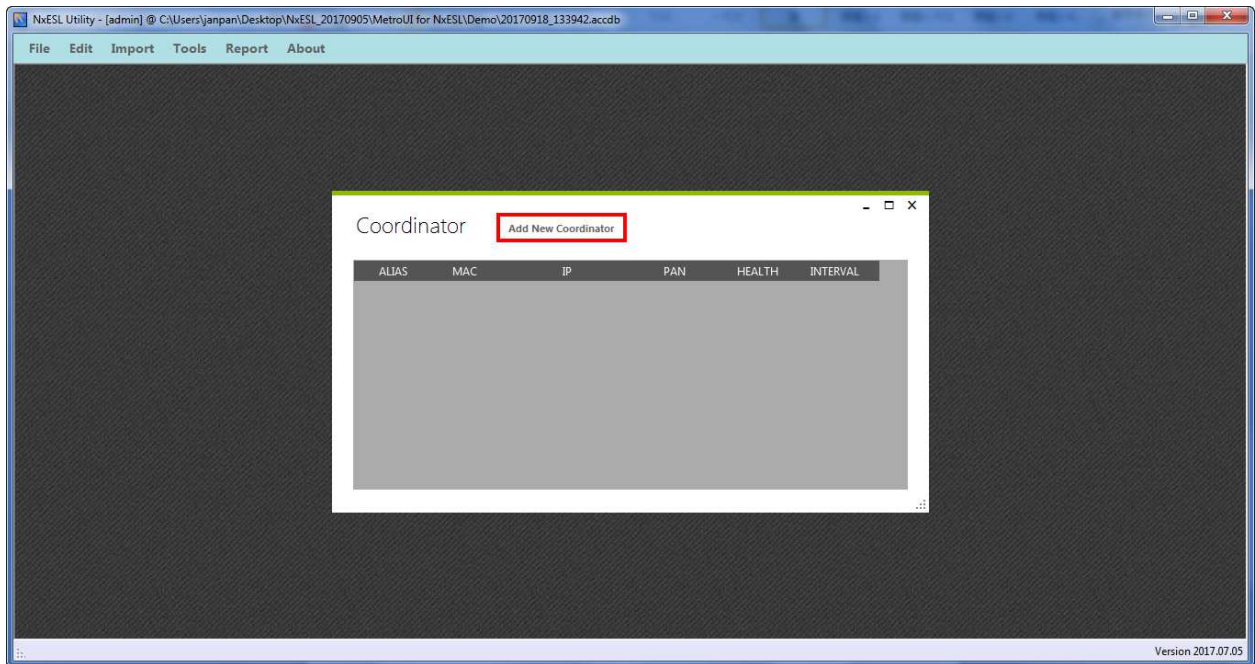 NxESL Utility - [admin] @ C:\Users\janpan\Desktop\NxESL_20170905\MetroUI for NxESL\Demo\20170918_133942.accdb
File Edit Import Tools Report About
Coordinator Add New Coordinator
ALIAS MAC IP PAN HEALTH INTERVAL
Version 2017.07.05